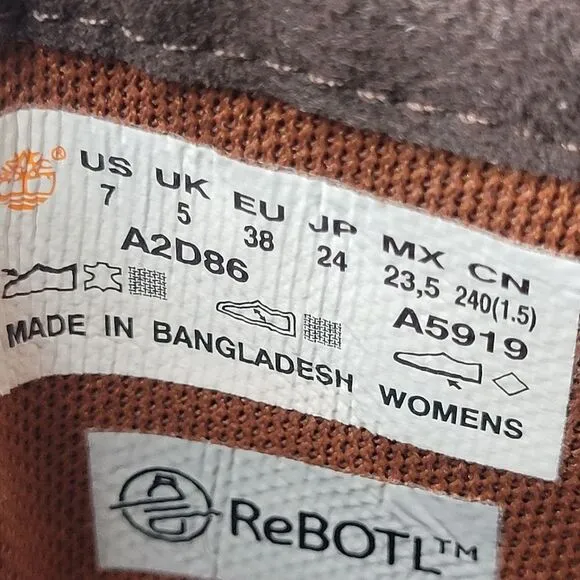 ® US UK EU JP MX CN
7 5 38 24 23,5 240(1.5)
A2D86 A5919
MADE IN BANGLADESH WOMENS
ReBOTL™